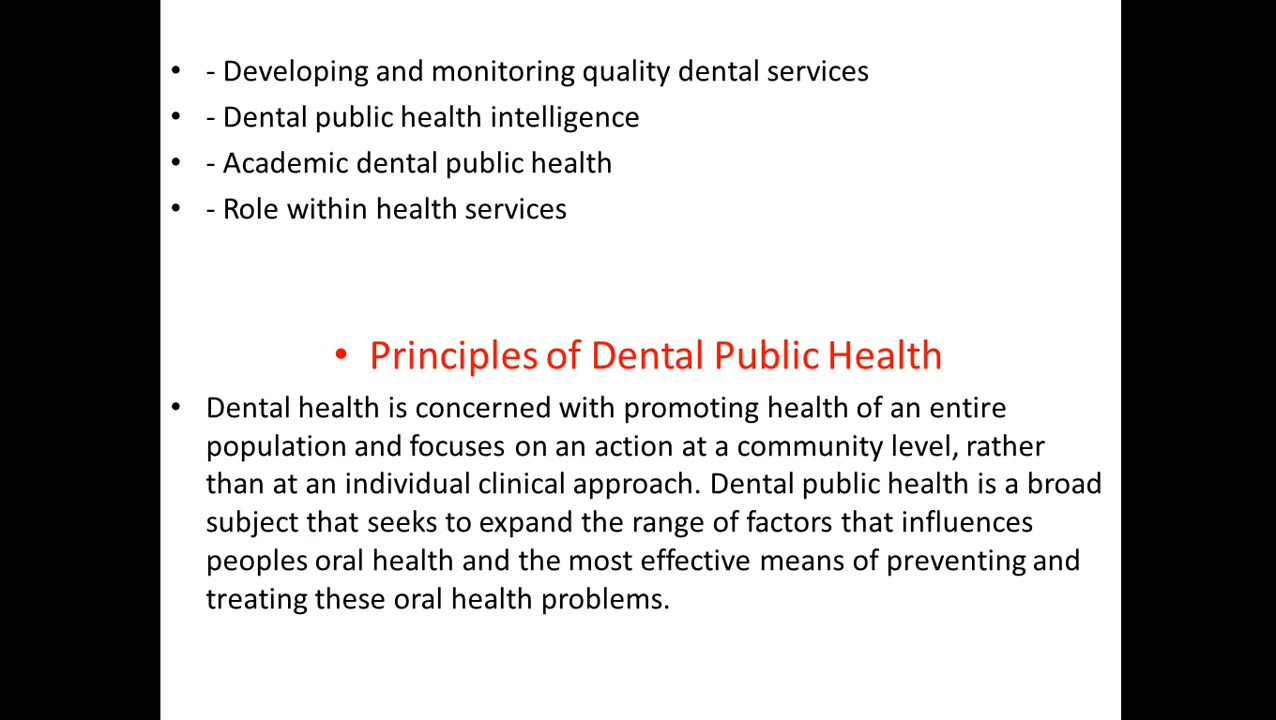 • - Developing and monitoring quality dental services
• - Dental public health intelligence
• - Academic dental public health
• - Role within health services
• Principles of Dental Public Health
• Dental health is concerned with promoting health of an entire
population and focuses on an action at a community level, rather
than at an individual clinical approach. Dental public health is a broad
subject that seeks to expand the range of factors that influences
peoples oral health and the most effective means of preventing and
treating these oral health problems.